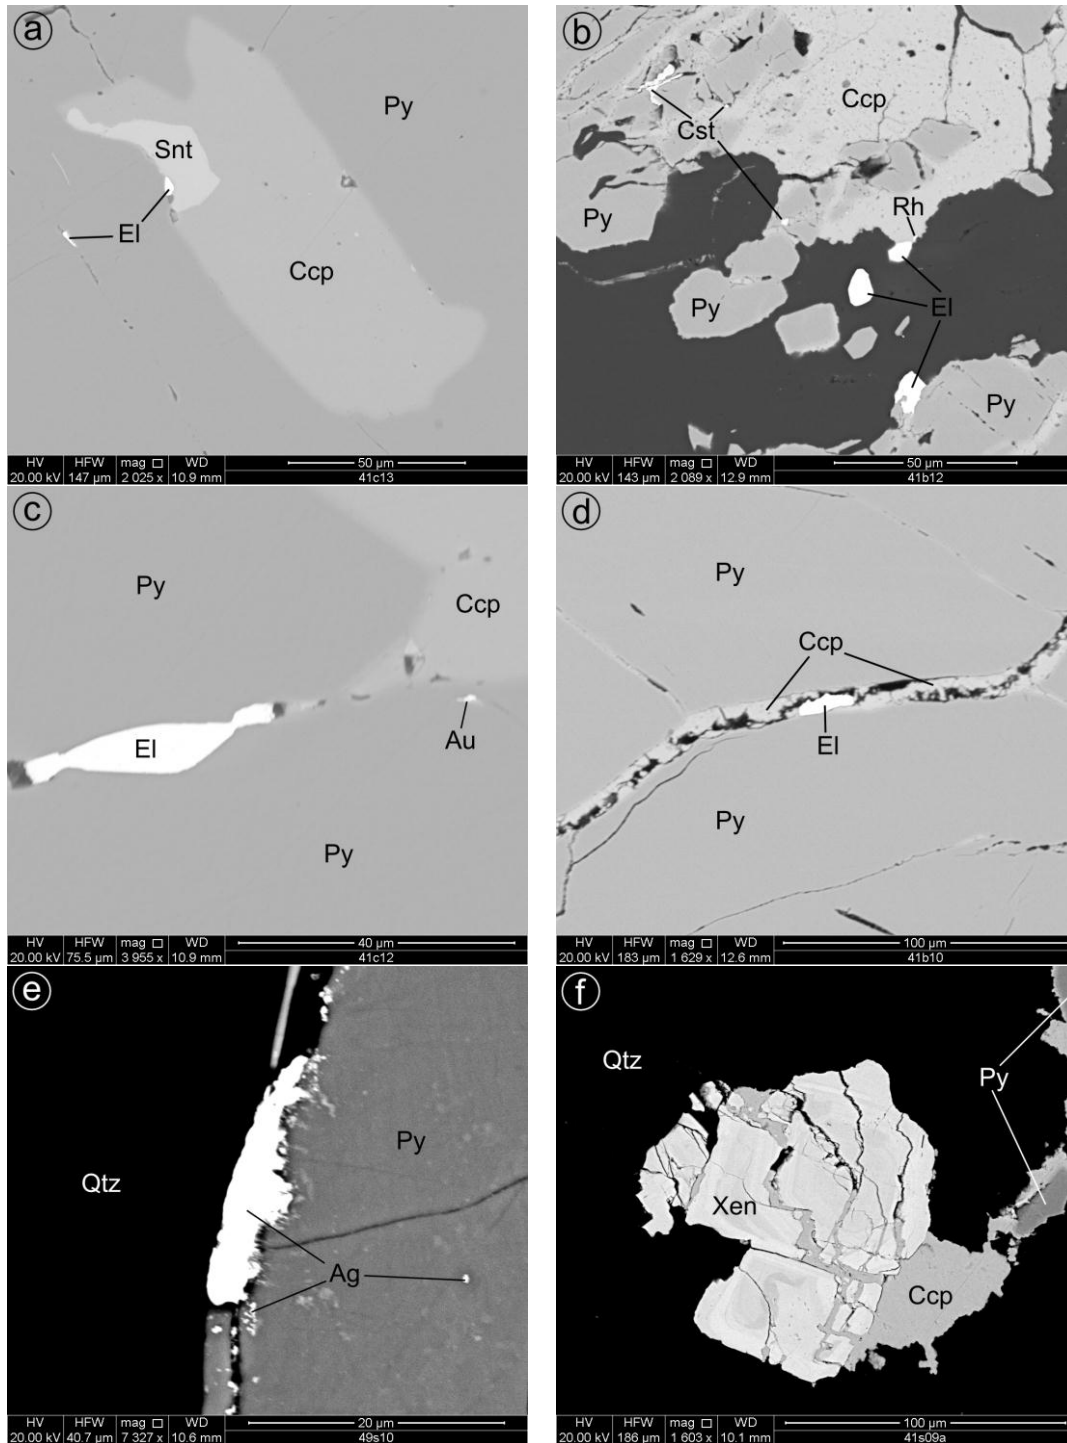 a
Py
Snt
El
Ccp
HV HFW mag □ WD 50 µm
20.00 kV 147 µm 2 025 x 10.9 mm 41c13
b
Ccp
Cst
Py
Rh
Py
El
Py
HV HFW mag □ WD 50 µm
20.00 kV 143 µm 2 089 x 12.9 mm 41b12
c
Py
Ccp
El
Au
Py
HV HFW mag □ WD 40 µm
20.00 kV 75.5 µm 3 955 x 10.9 mm 41c12
d
Py
Ccp
El
Py
HV HFW mag □ WD 100 µm
20.00 kV 183 µm 1 629 x 12.6 mm 41b10
e
Py
Qtz
Ag
HV HFW mag □ WD 20 µm
20.00 kV 40.7 µm 7 327 x 10.6 mm 49s10
f
Qtz
Py
Xen
Ccp
HV HFW mag □ WD 100 µm
20.00 kV 186 µm 1 603 x 10.1 mm 41s09a